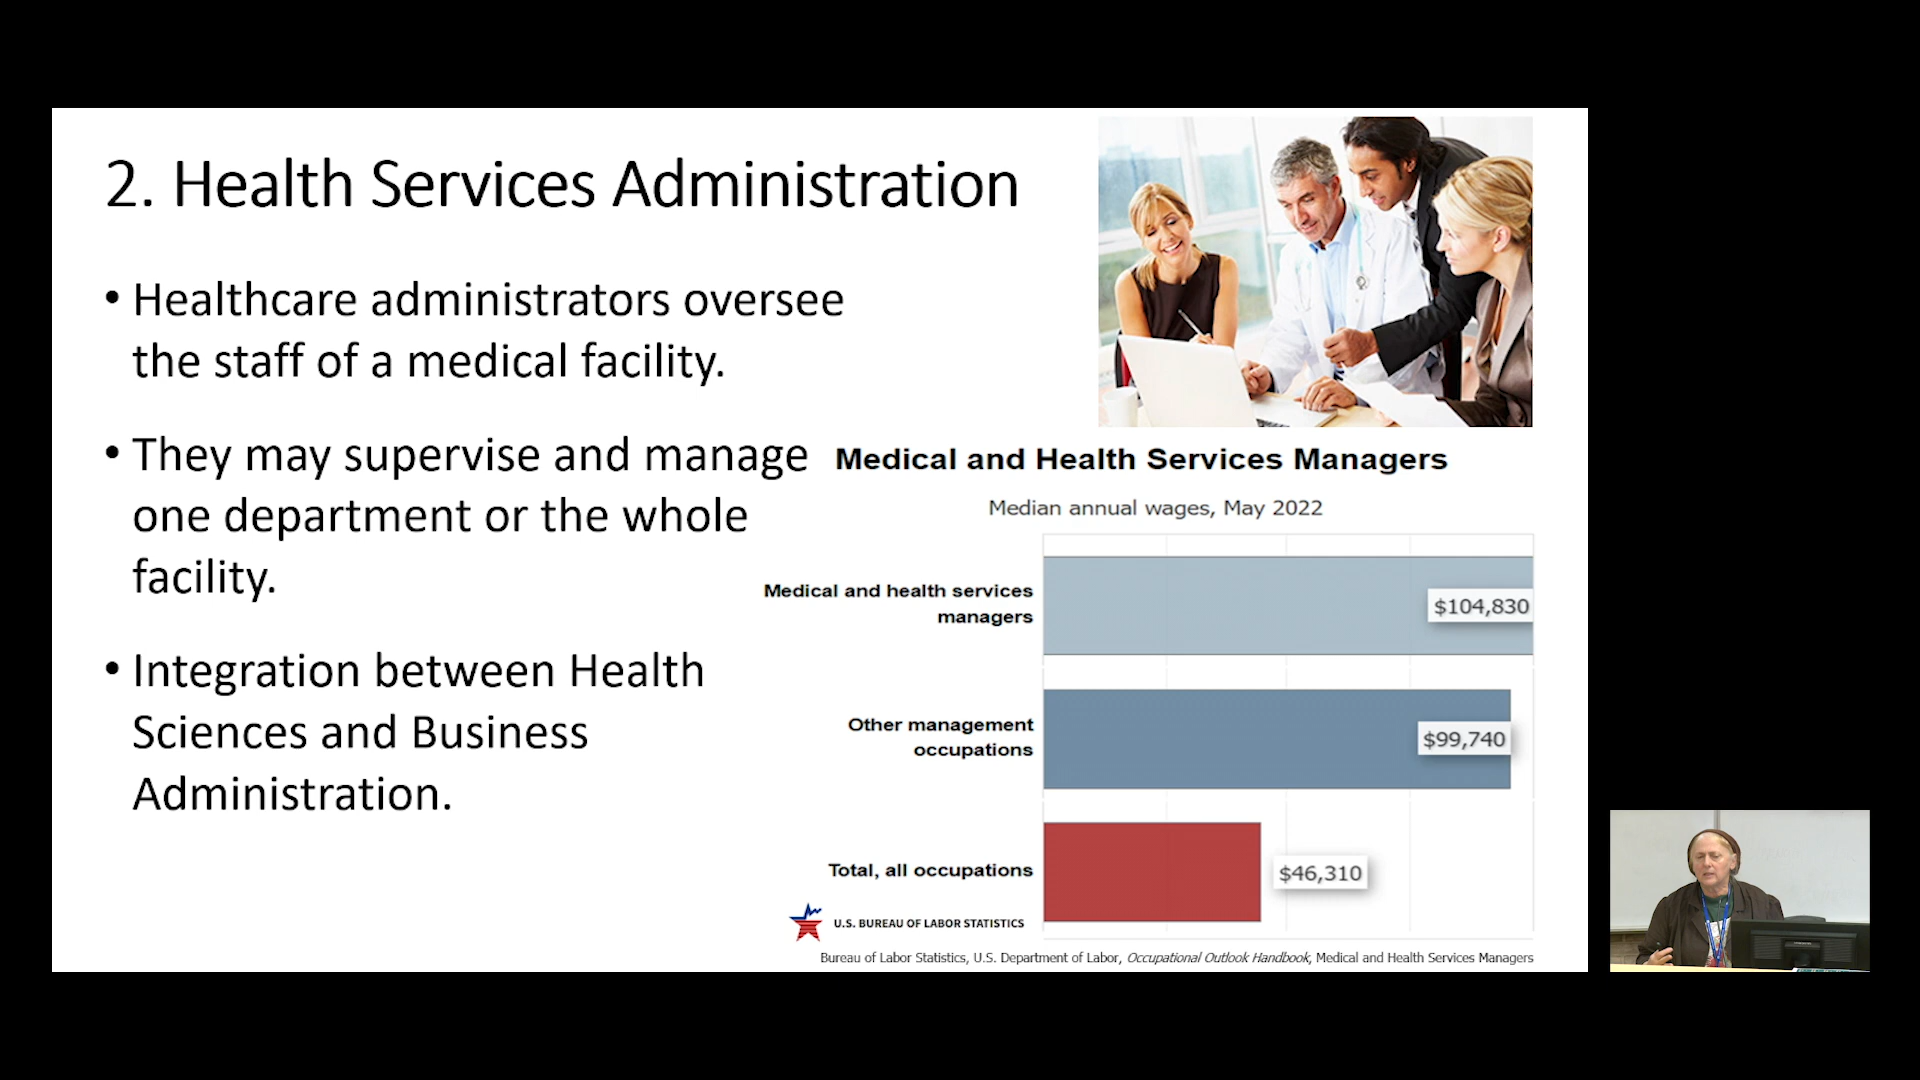 2. Health Services Administration
• Healthcare administrators oversee
the staff of a medical facility.
• They may supervise and manage
one department or the whole
facility.
• Integration between Health
Sciences and Business
Administration.
Medical and Health Services Managers
Median annual wages, May 2022
Medical and health services
managers
$104,830
Other management
occupations
$99,740
Total, all occupations
$46,310
U.S. BUREAU OF LABOR STATISTICS
Bureau of Labor Statistics, U.S. Department of Labor, Occupational Outlook Handbook, Medical and Health Services Managers